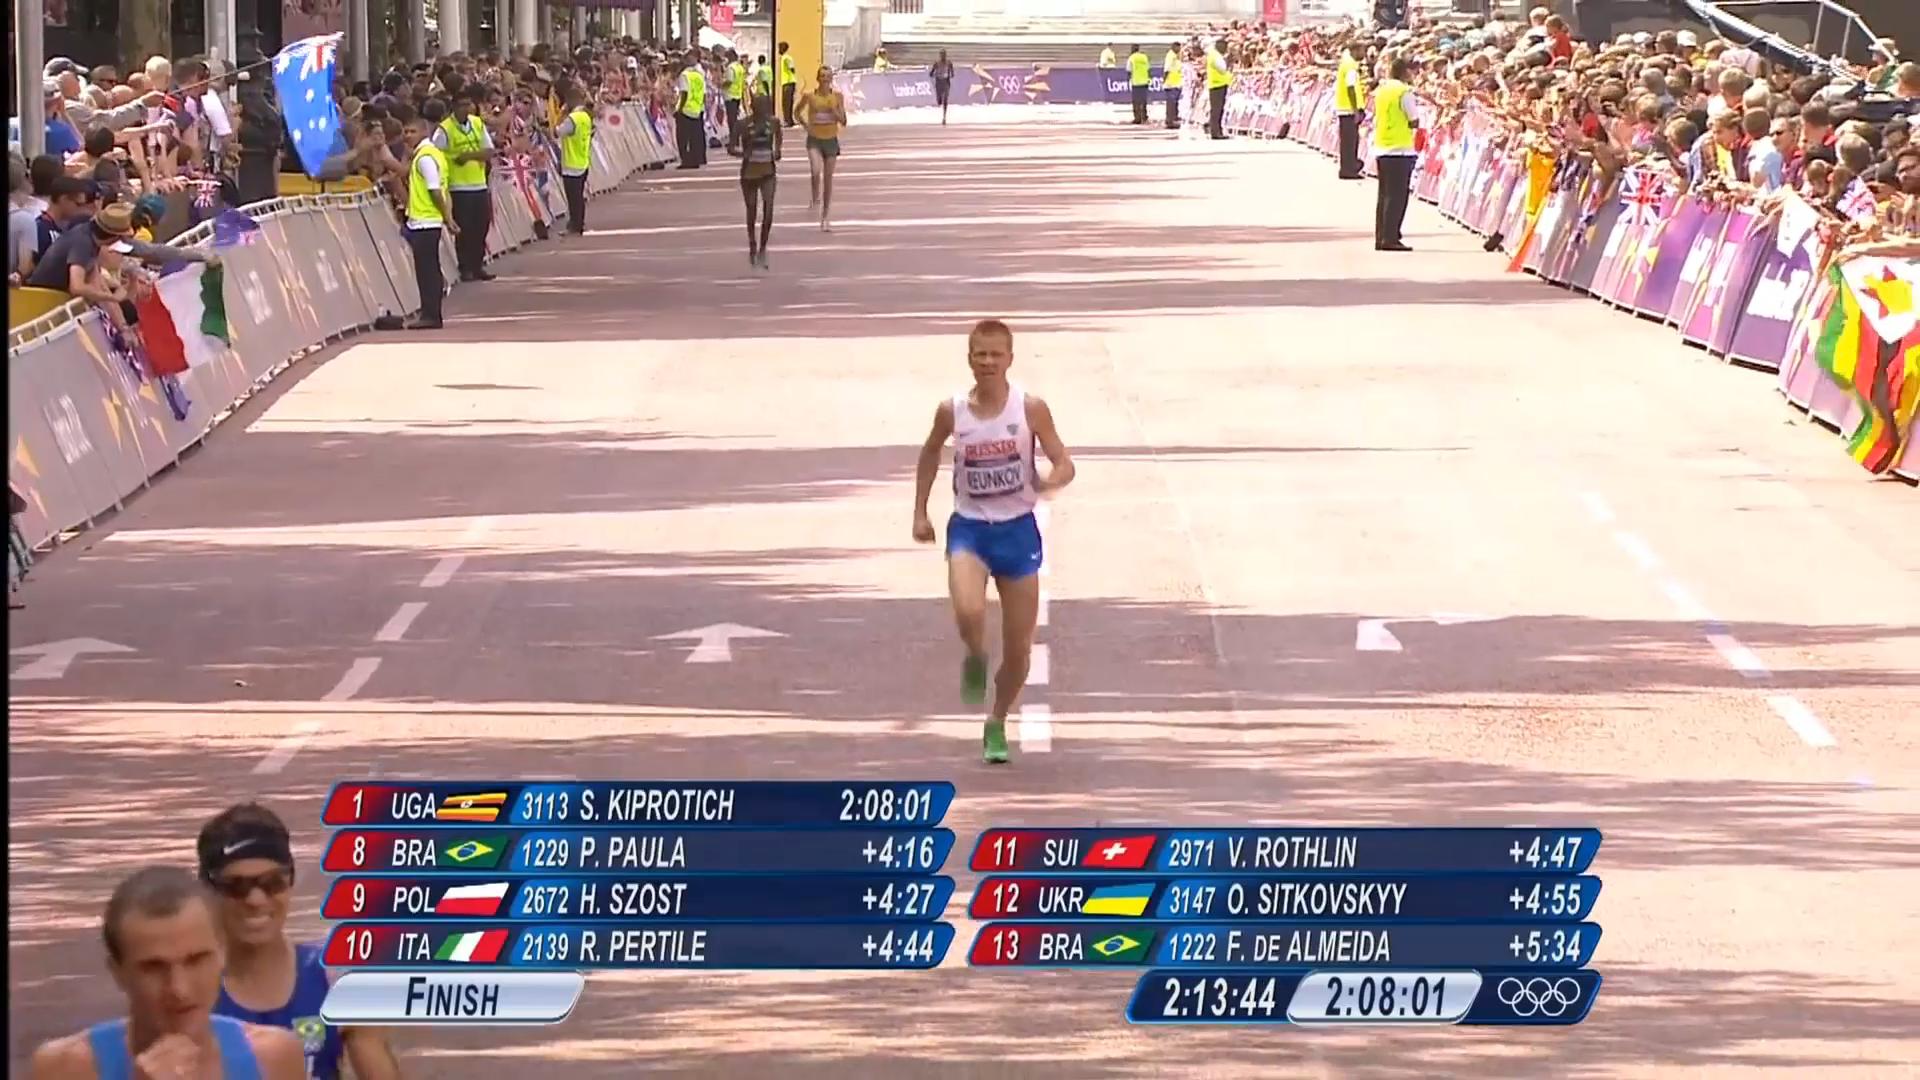 London 2012
RUSSIA
REUNKOV
1 UGA 3113 S. KIPROTICH 2:08:01
8 BRA 1229 P. PAULA +4:16
9 POL 2672 H. SZOST +4:27
10 ITA 2139 R. PERTILE +4:44
11 SUI 2971 V. ROTHLIN +4:47
12 UKR 3147 O. SITKOVSKYY +4:55
13 BRA 1222 F. DE ALMEIDA +5:34
FINISH
2:13:44 2:08:01